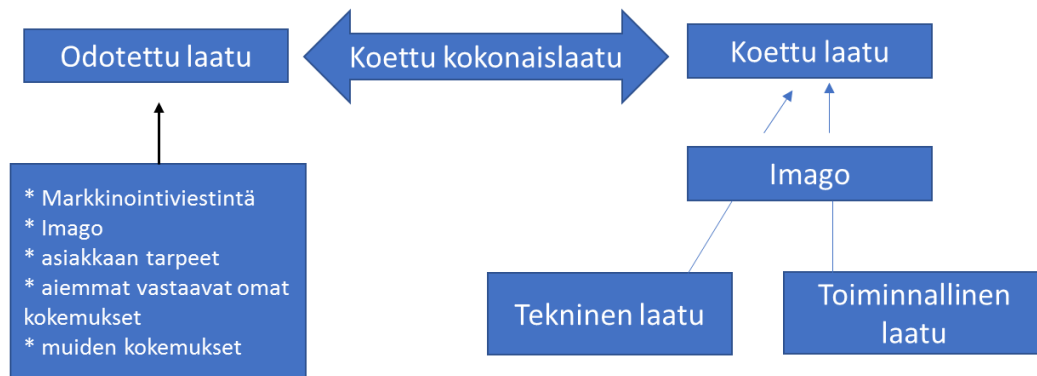 Odotettu laatu
Koettu kokonaislaatu
Koettu laatu
* Markkinointiviestintä
* Imago
* asiakkaan tarpeet
* aiemmat vastaavat omat
kokemukset
* muiden kokemukset
Imago
Tekninen laatu
Toiminnallinen
laatu